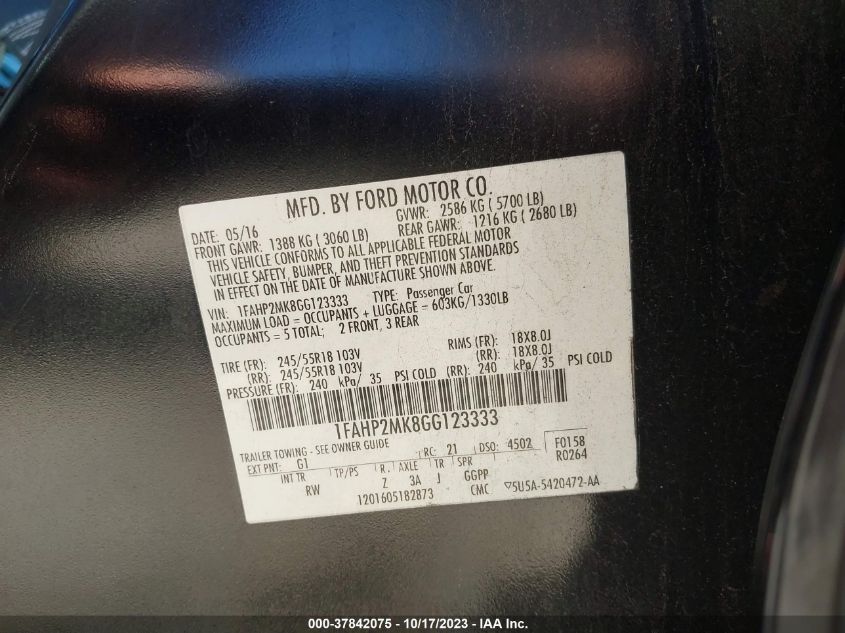 MFD. BY FORD MOTOR CO.
DATE: 05/16 GVWR: 2586 KG ( 5700 LB)
FRONT GAWR: 1388 KG ( 3060 LB) REAR GAWR: 1216 KG ( 2680 LB)
THIS VEHICLE CONFORMS TO ALL APPLICABLE FEDERAL MOTOR
VEHICLE SAFETY, BUMPER, AND THEFT PREVENTION STANDARDS
IN EFFECT ON THE DATE OF MANUFACTURE SHOWN ABOVE.
VIN: 1FAHP2MK8GG123333 TYPE: Passenger Car
MAXIMUM LOAD = OCCUPANTS + LUGGAGE = 603KG/1330LB
OCCUPANTS = 5 TOTAL; 2 FRONT, 3 REAR
TIRE (FR): 245/55R18 103V RIMS (FR): 18X8.0J
(RR): 245/55R18 103V (RR): 18X8.0J
PRESSURE (FR): 240 kPa/ 35 PSI COLD (RR): 240 kPa/ 35 PSI COLD
1FAHP2MK8GG123333
TRAILER TOWING - SEE OWNER GUIDE
EXT PNT: G1 RC: 21 DSO: 4502 F0158
R0264
INT TR TP/PS R. AXLE TR SPR
RW Z 3A J GGPP
1201605182873 CMC ▽5U5A-5420472-AA
000-37842075 - 10/17/2023 - IAA Inc.